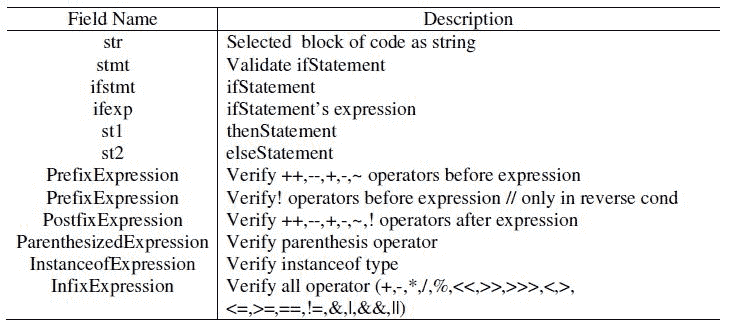 Field Name Description
str Selected block of code as string
stmt Validate ifStatement
ifstmt ifStatement
ifexp ifStatement's expression
st1 thenStatement
st2 elseStatement
PrefixExpression Verify ++,--,+,-,~ operators before expression
PrefixExpression Verify! operators before expression // only in reverse cond
PostfixExpression Verify ++,--,+,-,~,! operators after expression
ParenthesizedExpression Verify parenthesis operator
InstanceofExpression Verify instanceof type
InfixExpression Verify all operator (+,-,*,/,%,<<,>>,>>>,<,>,
<=,>=,==,!=,&,|,&&,||)